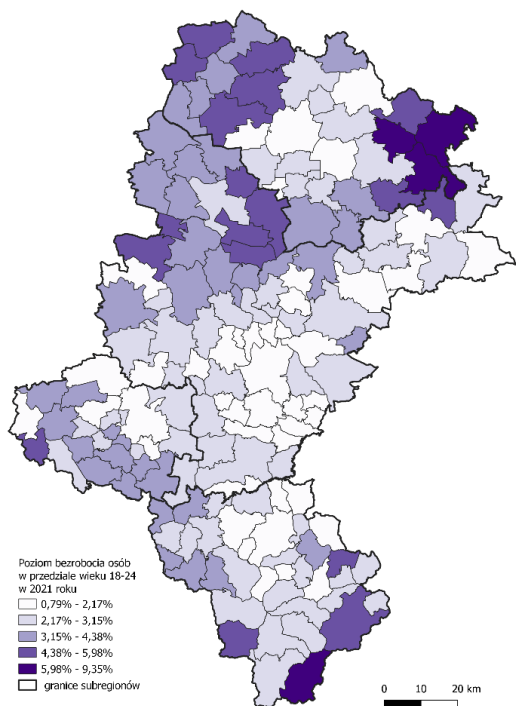 Poziom bezrobocia osób
w przedziale wieku 18-24
w 2021 roku
0,79% - 2,17%
2,17% - 3,15%
3,15% - 4,38%
4,38% - 5,98%
5,98% - 9,35%
granice subregionów
0 10 20 km